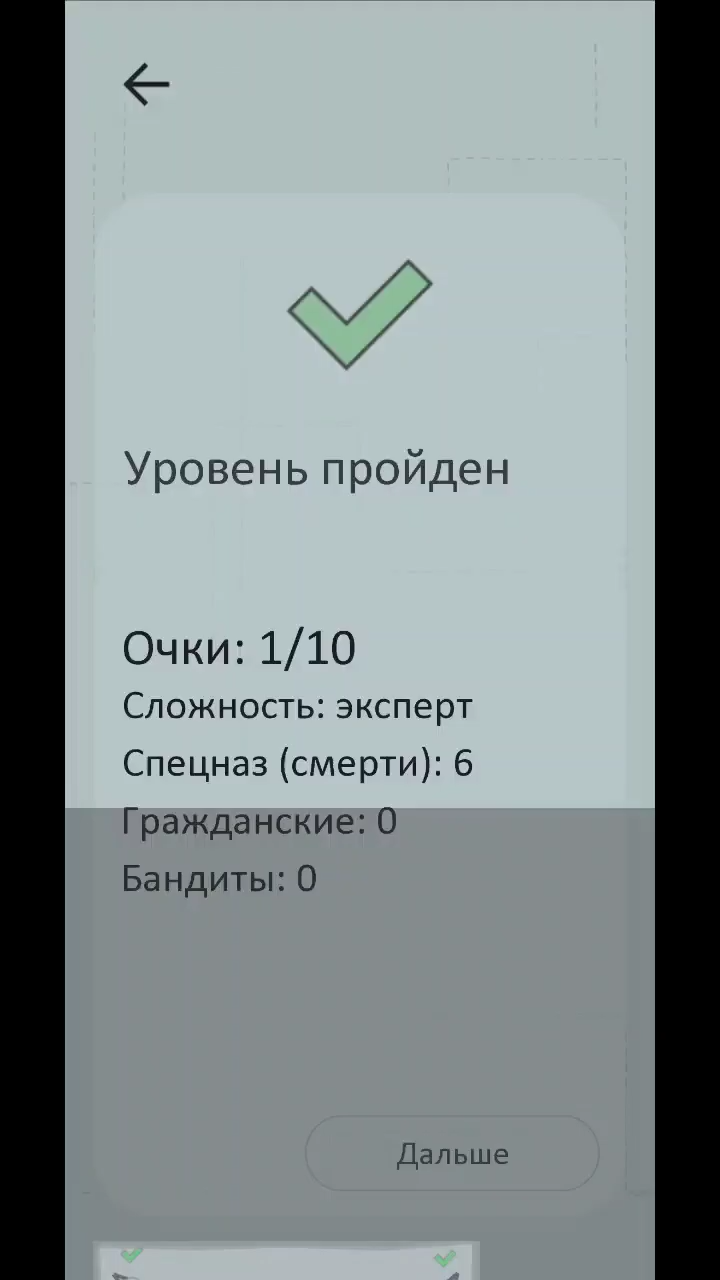 Уровень пройден
Очки: 1/10
Сложность: эксперт
Спецназ (смерти): 6
Гражданские: 0
Бандиты: 0
Дальше